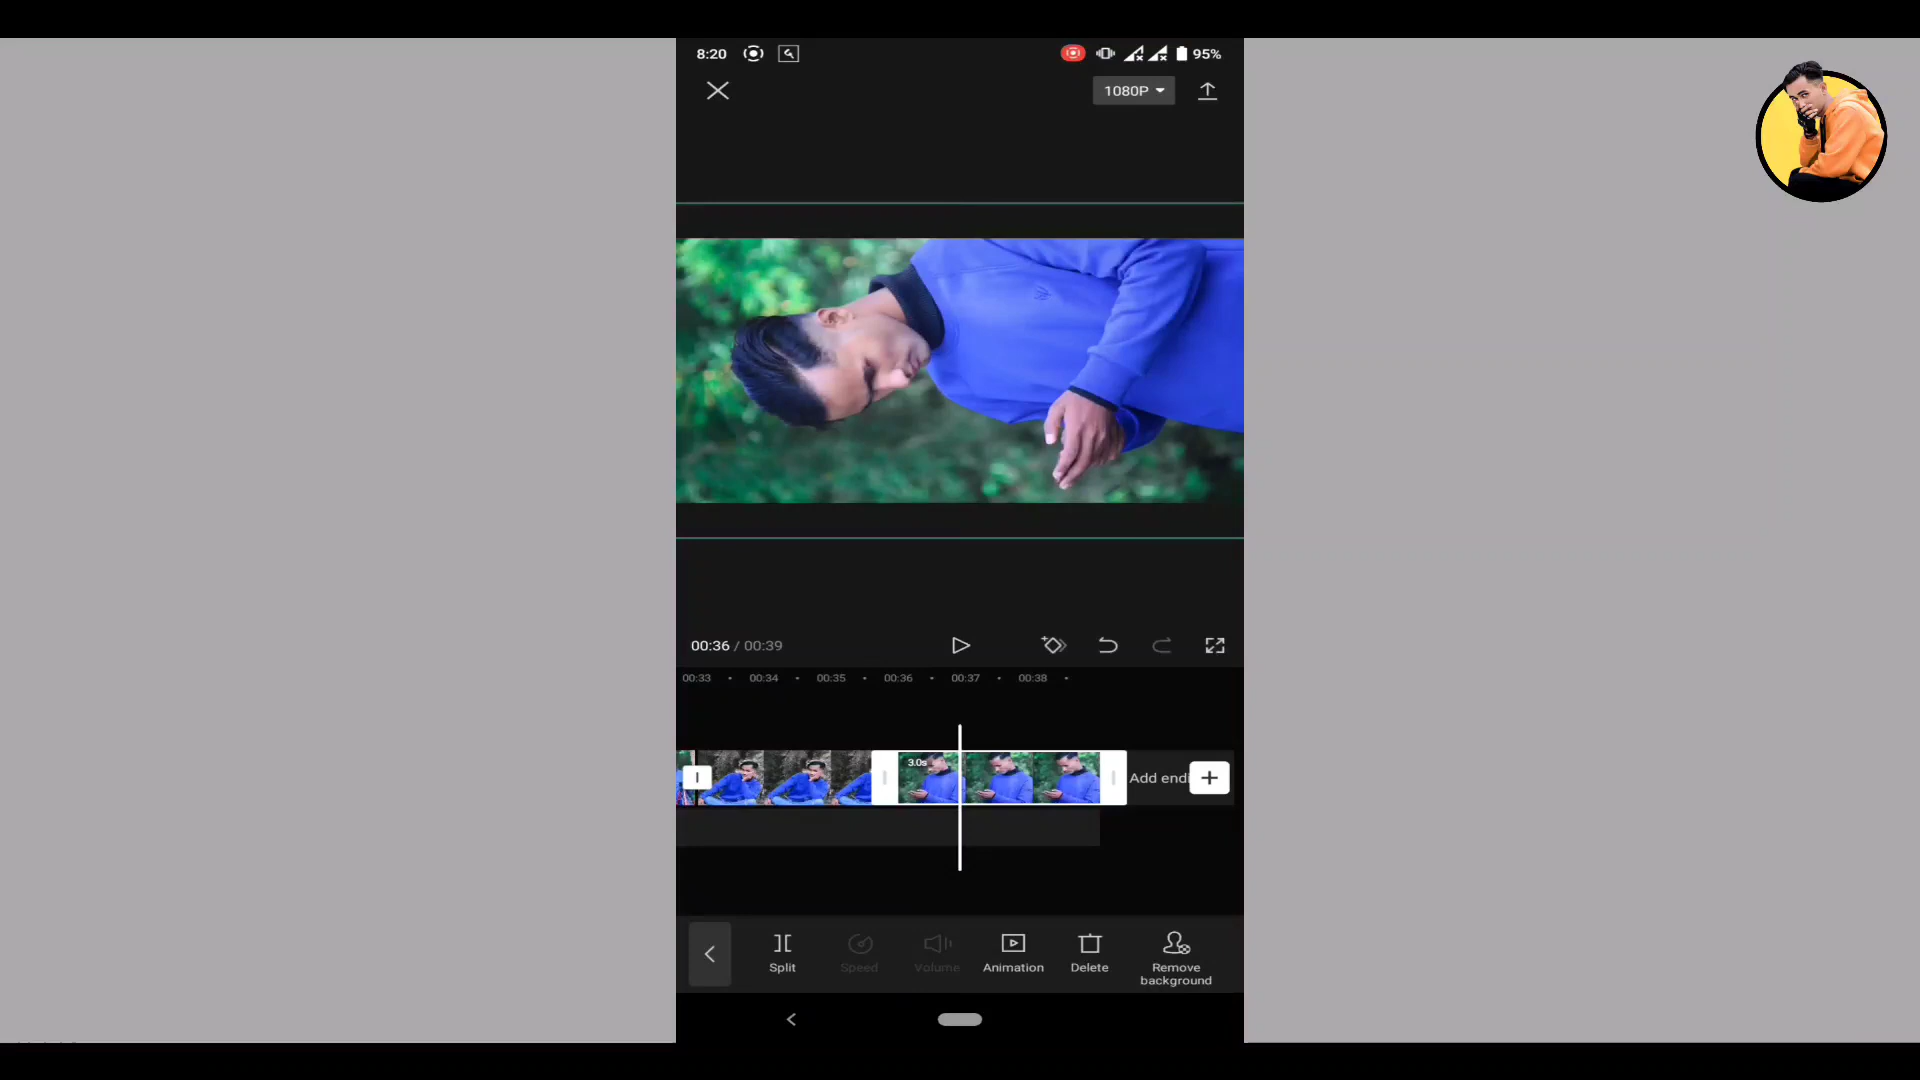 8:20
95%
1080P
00:36 / 00:39
00:33 00:34 00:35 00:36 00:37 00:38
3.0s
Add endi
Split
Speed
Volume
Animation
Delete
Remove
background